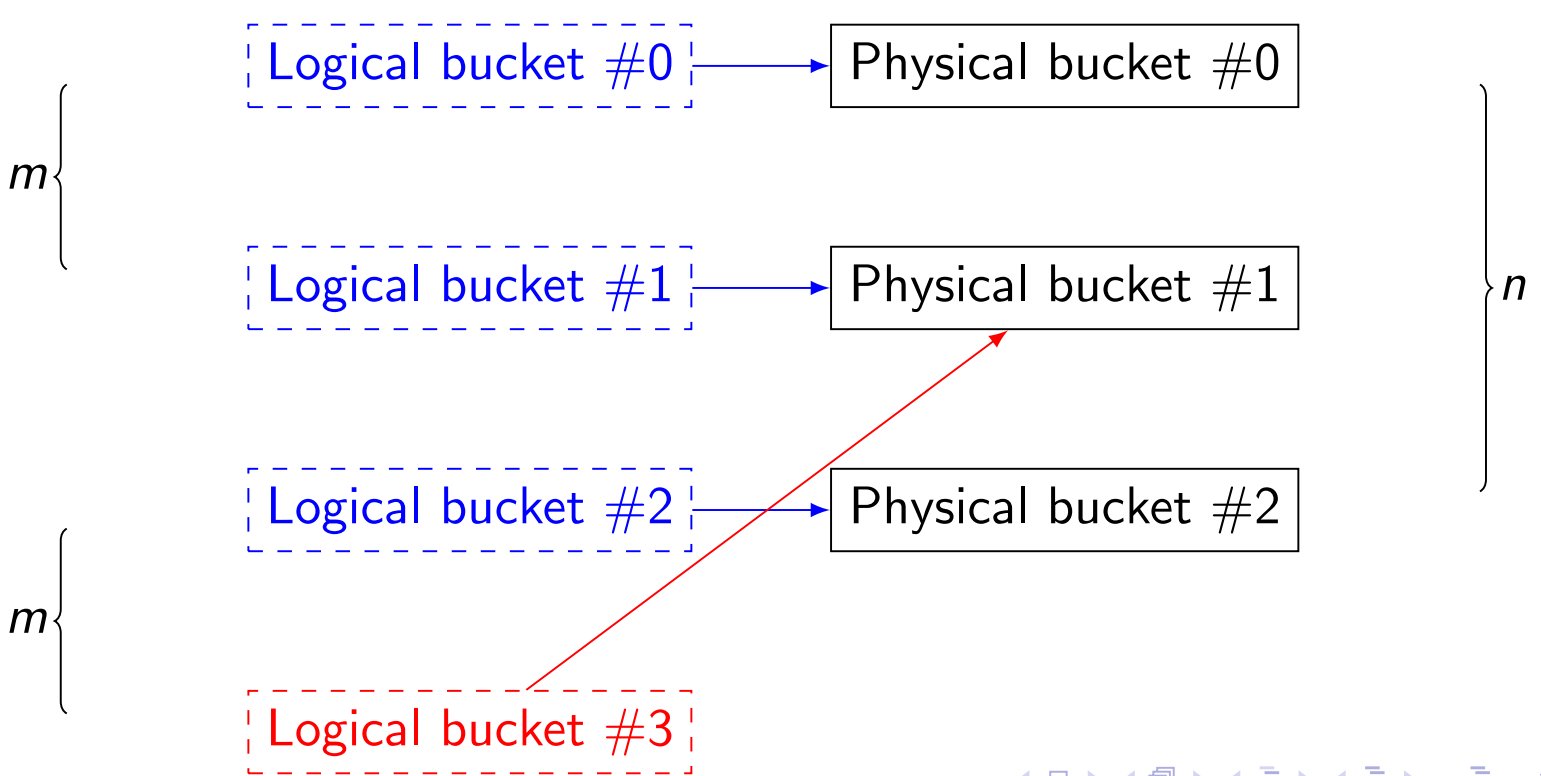 Logical bucket #0 Physical bucket #0
m
Logical bucket #1 Physical bucket #1
n
Logical bucket #2 Physical bucket #2
m
Logical bucket #3